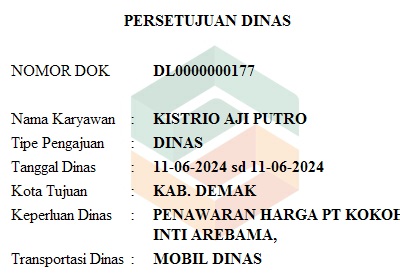 PERSETUJUAN DINAS
NOMOR DOK DL0000000177
Nama Karyawan : KISTRIO AJI PUTRO
Tipe Pengajuan : DINAS
Tanggal Dinas : 11-06-2024 sd 11-06-2024
Kota Tujuan : KAB. DEMAK
Keperluan Dinas : PENAWARAN HARGA PT KOKOH
INTI AREBAMA,
Transportasi Dinas : MOBIL DINAS